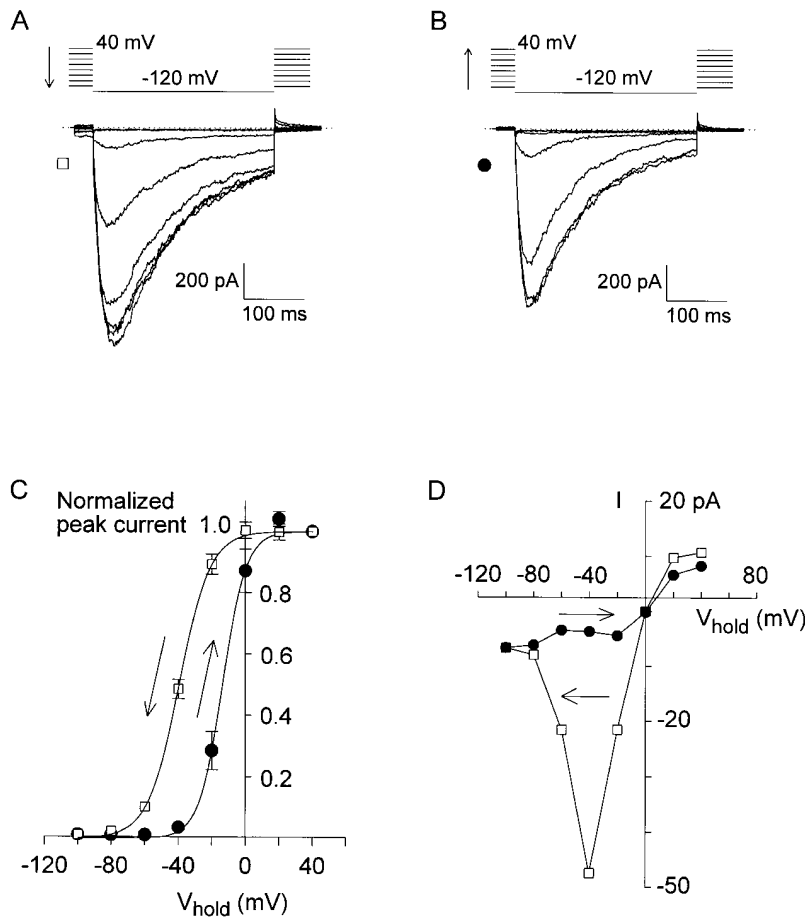 A
40 mV
-120 mV
200 pA
100 ms
B
40 mV
-120 mV
200 pA
100 ms
C
Normalized
peak current
1.0
0.8
0.6
0.4
0.2
-120
-80
-40
0
40
Vhold (mV)
D
I
20 pA
-120
-80
-40
80
Vhold (mV)
-20
-50